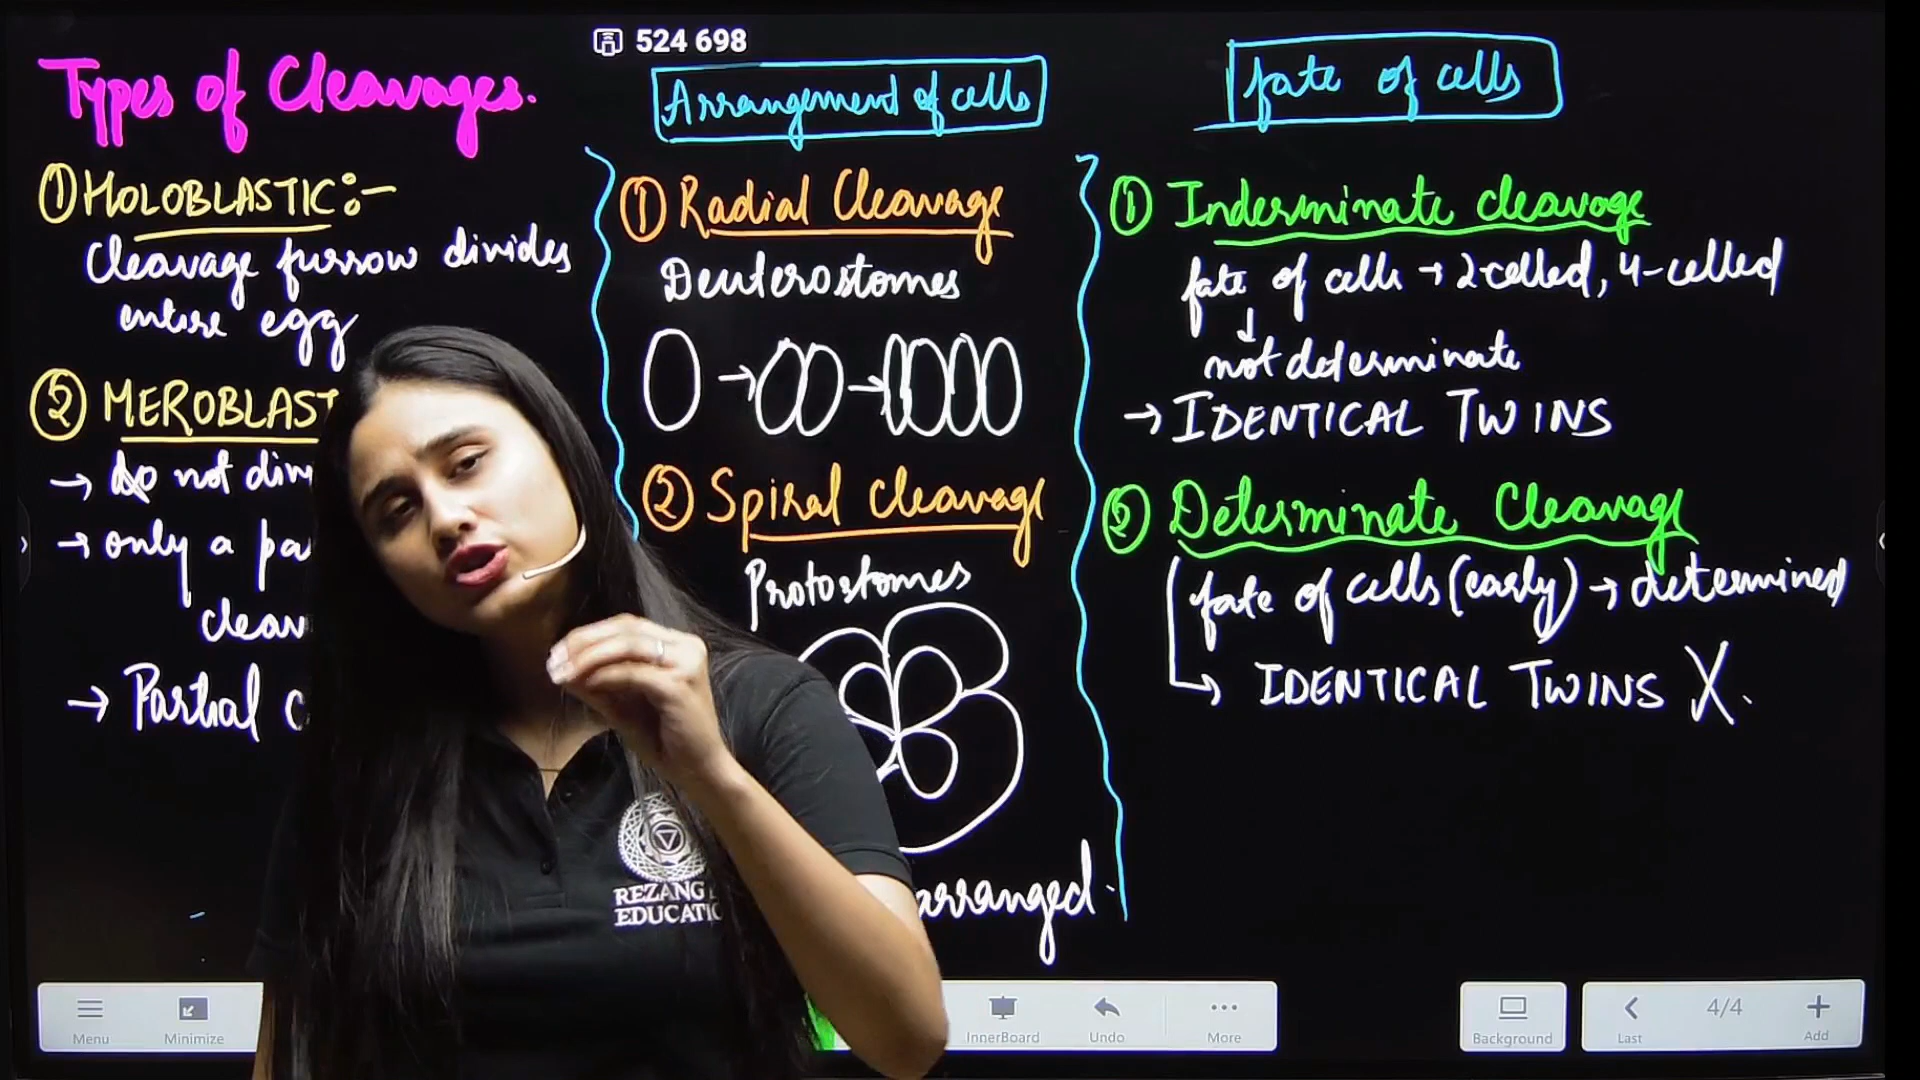 524 698
Types of Cleavages.
① HOLOBLASTIC:-
Cleavage furrow divides
entire egg
② MEROBLAST
→ do not div
→ only a pa
cleav
→ Partial c
Arrangement of cells
① Radial Cleavage
Deuterostomes
② Spiral Cleavage
Protostomes
arranged.
fate of cells
① Inderminate cleavage
fate of cells → 2-celled, 4-celled
↓
not determinate
→ IDENTICAL TWINS
② Determinate Cleavage
fate of cells (early) → determined
→ IDENTICAL TWINS X.
REZANG
EDUCATIO
Menu
Minimize
InnerBoard
Undo
More
Background
Last
4/4
Add